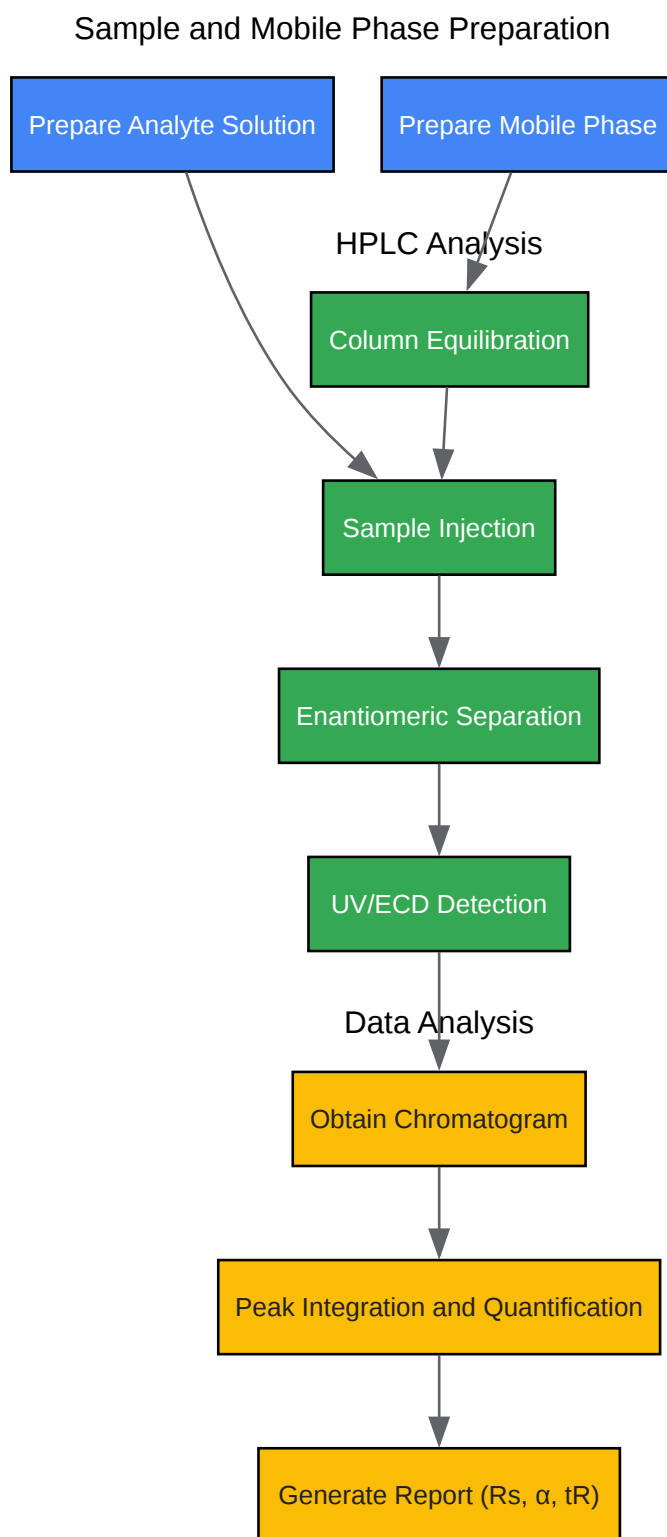 Sample and Mobile Phase Preparation
Prepare Analyte Solution
Prepare Mobile Phase
HPLC Analysis
Column Equilibration
Sample Injection
Enantiomeric Separation
UV/ECD Detection
Data Analysis
Obtain Chromatogram
Peak Integration and Quantification
Generate Report (Rs, α, tR)